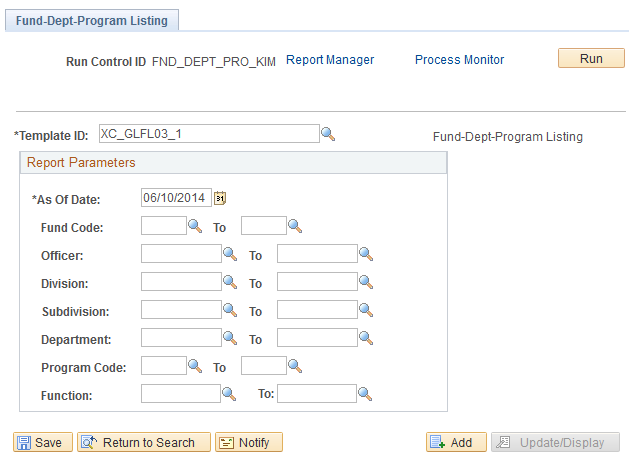 Fund-Dept-Program Listing
Run Control ID FND_DEPT_PRO_KIM Report Manager Process Monitor Run
*Template ID: XC_GLFL03_1 Fund-Dept-Program Listing
Report Parameters
*As Of Date: 06/10/2014 31
Fund Code: To
Officer: To
Division: To
Subdivision: To
Department: To
Program Code: To
Function: To:
Save Return to Search Notify Add Update/Display